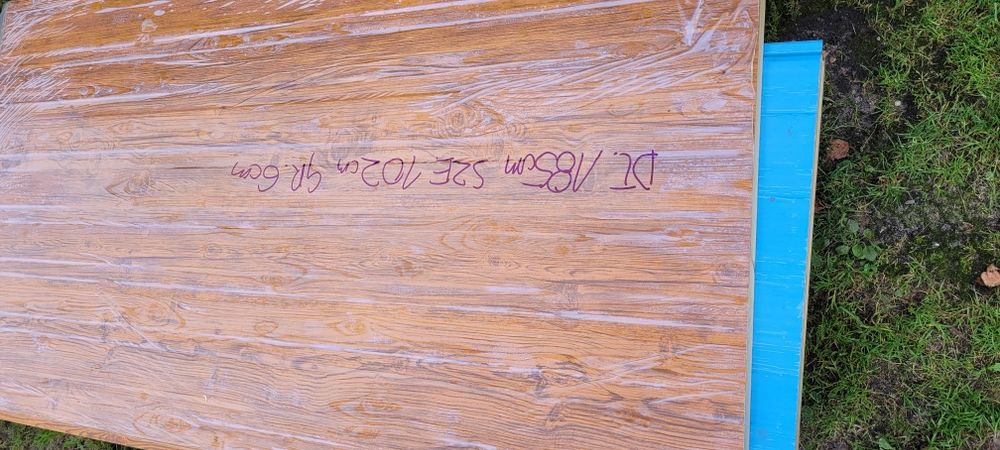 DŁ. 185cm SZE 102cm GR. 6cm